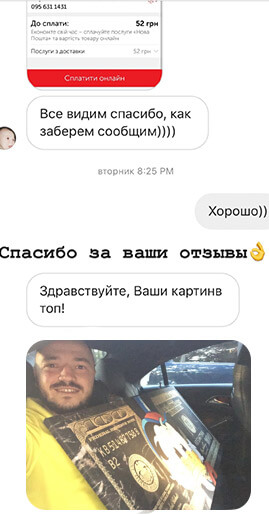 095 631 1431
До сплати: 52 грн
Економте свій час – сплачуйте послуги «Нова
Пошта» та вартість товару онлайн
Послуги з доставки 52 грн
Сплатити онлайн
Все видим спасибо, как
заберем сообщим))))
вторник 8:25 PM
Хорошо))
Спасибо за ваши отзывы👌
Здравствуйте, Ваши картинв
топ!
B2